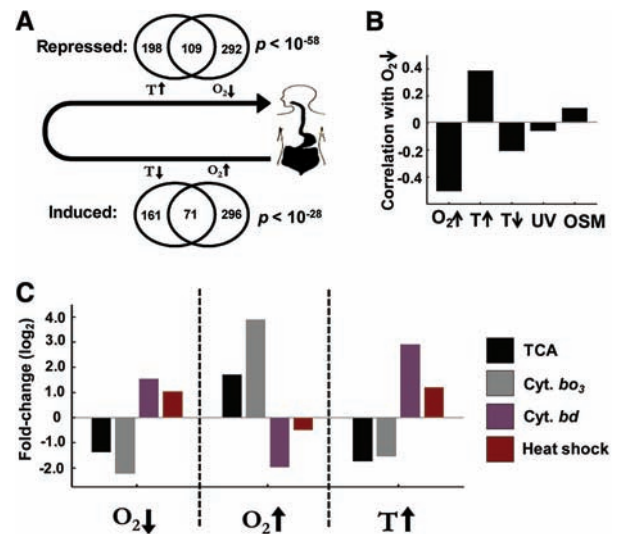 A
Repressed: 198 109 292 p < 10-58
T↑ O2↓
T↓ O2↑
Induced: 161 71 296 p < 10-28
B
Correlation with O2↓
0.4
0.2
0
-0.2
-0.4
O2↑ T↑ T↓ UV OSM
C
Fold-change (log2)
4.0
3.0
2.0
1.0
0
-1.0
-2.0
O2↓ O2↑ T↑
TCA
Cyt. bo3
Cyt. bd
Heat shock